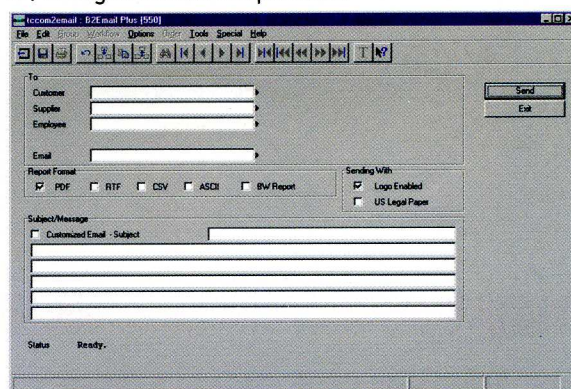 tccom2email : B2Email Plus [550]
File Edit Group Workflow Options Order Tools Special Help
T
To
Customer
Send
Supplier
Exit
Employee
Email
Report Format
Sending With
PDF RTF CSV ASCII BW Report
Logo Enabled
US Legal Paper
Subject/Message
Customized Email - Subject
Status Ready.